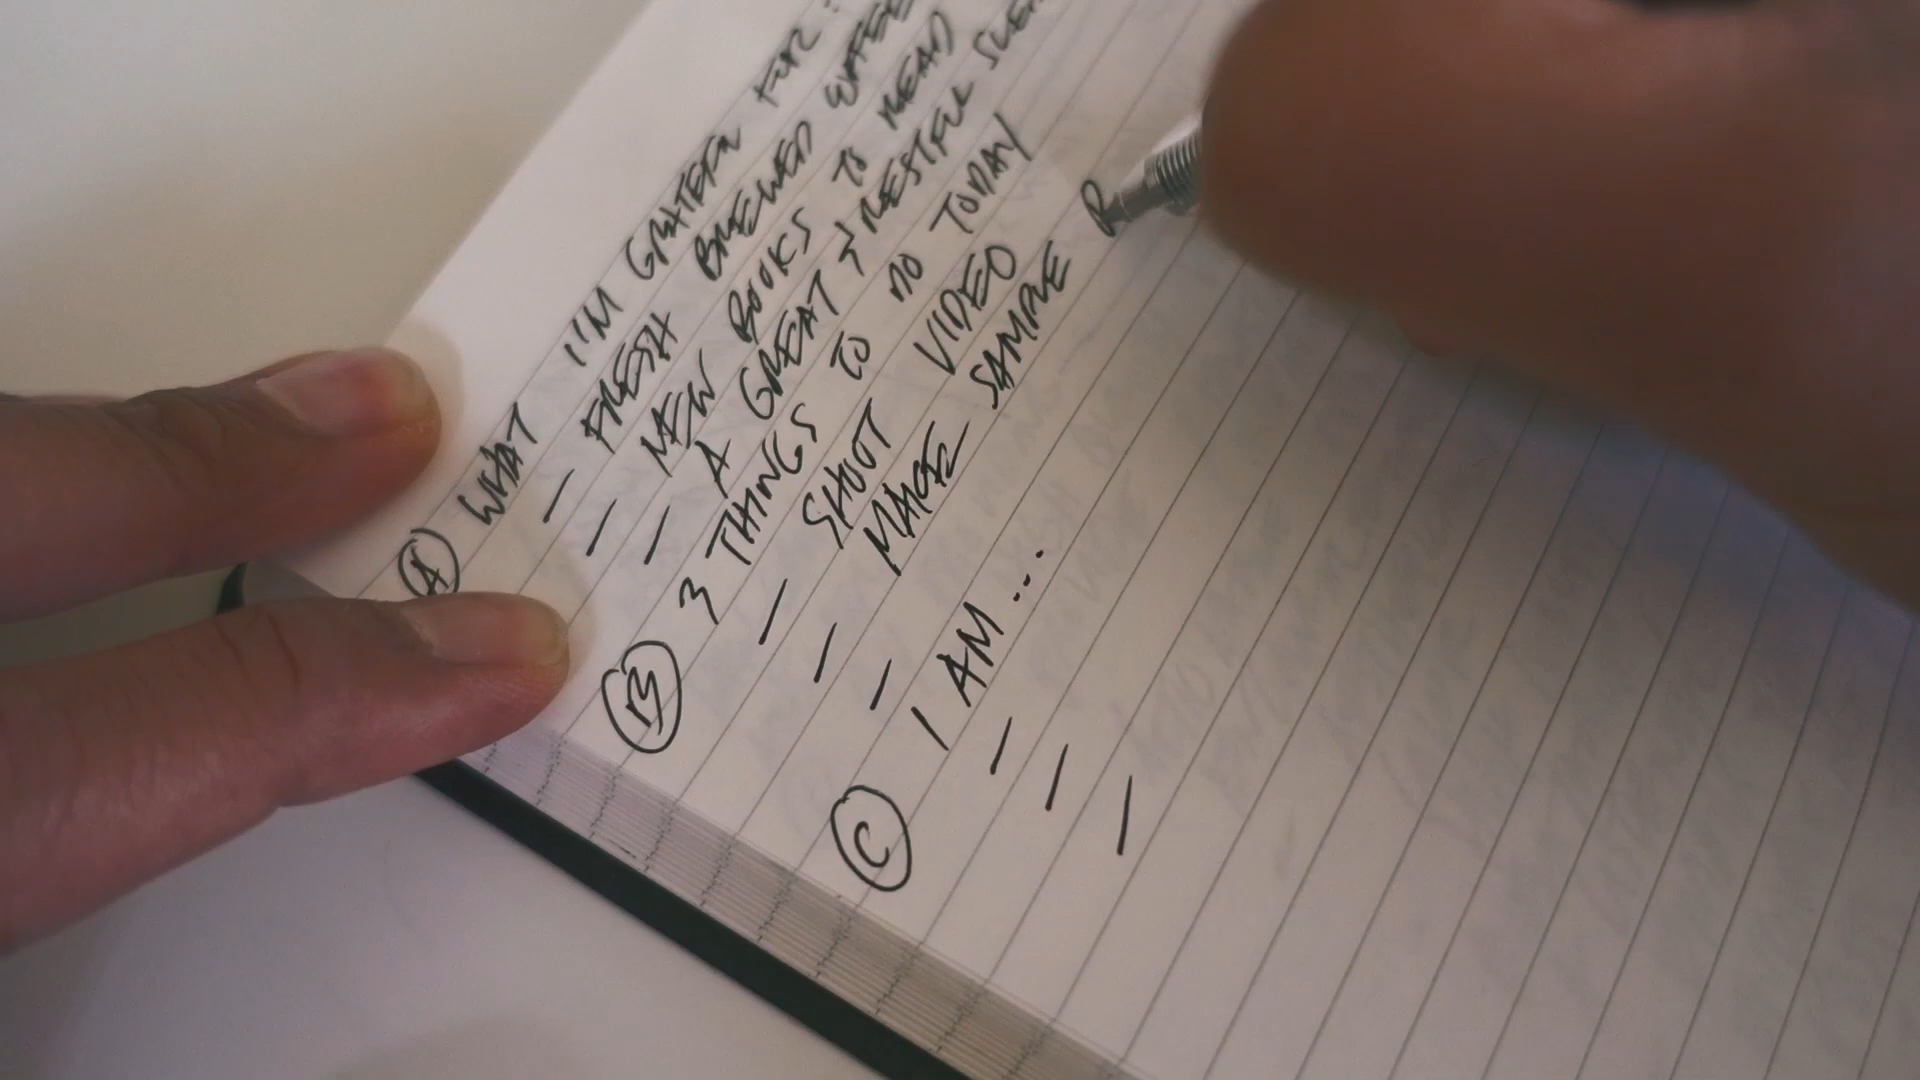 (A) WHAT I'M GRATEFUL FOR:
- FRESH BREWED COFFEE
- NEW BOOKS TO READ
- A GREAT & RESTFUL SLEE
(B) 3 THINGS TO DO TODAY
- SHOOT VIDEO
- MAKE SAMPLE R
-
(C) I AM...
-
-
-